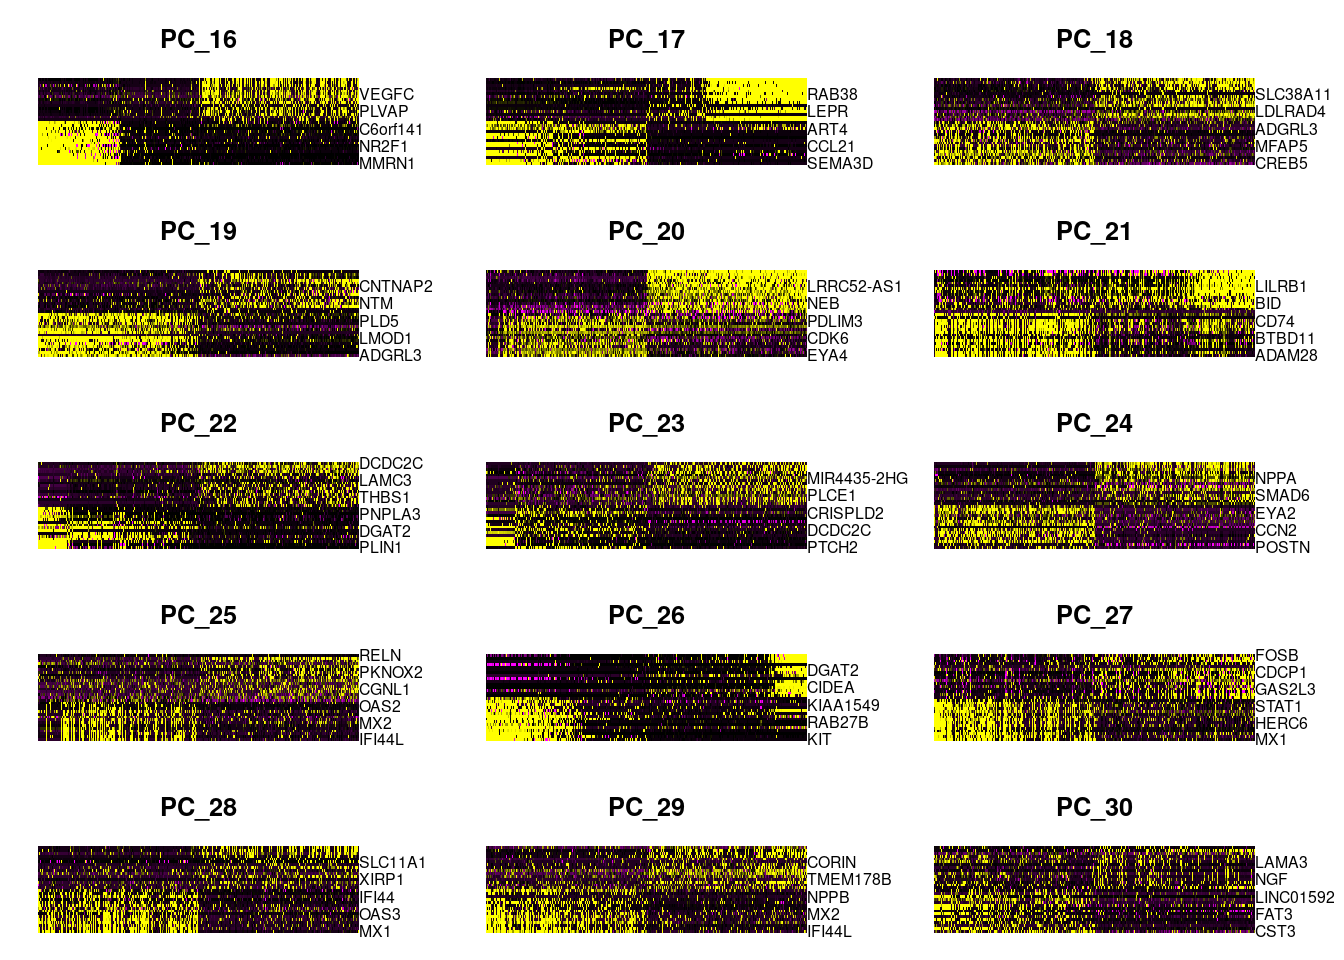 PC_16
VEGFC
PLVAP
C6orf141
NR2F1
MMRN1
PC_17
RAB38
LEPR
ART4
CCL21
SEMA3D
PC_18
SLC38A11
LDLRAD4
ADGRL3
MFAP5
CREB5
PC_19
CNTNAP2
NTM
PLD5
LMOD1
ADGRL3
PC_20
LRRC52-AS1
NEB
PDLIM3
CDK6
EYA4
PC_21
LILRB1
BID
CD74
BTBD11
ADAM28
PC_22
DCDC2C
LAMC3
THBS1
PNPLA3
DGAT2
PLIN1
PC_23
MIR4435-2HG
PLCE1
CRISPLD2
DCDC2C
PTCH2
PC_24
NPPA
SMAD6
EYA2
CCN2
POSTN
PC_25
RELN
PKNOX2
CGNL1
OAS2
MX2
IFI44L
PC_26
DGAT2
CIDEA
KIAA1549
RAB27B
KIT
PC_27
FOSB
CDCP1
GAS2L3
STAT1
HERC6
MX1
PC_28
SLC11A1
XIRP1
IFI44
OAS3
MX1
PC_29
CORIN
TMEM178B
NPPB
MX2
IFI44L
PC_30
LAMA3
NGF
LINC01592
FAT3
CST3